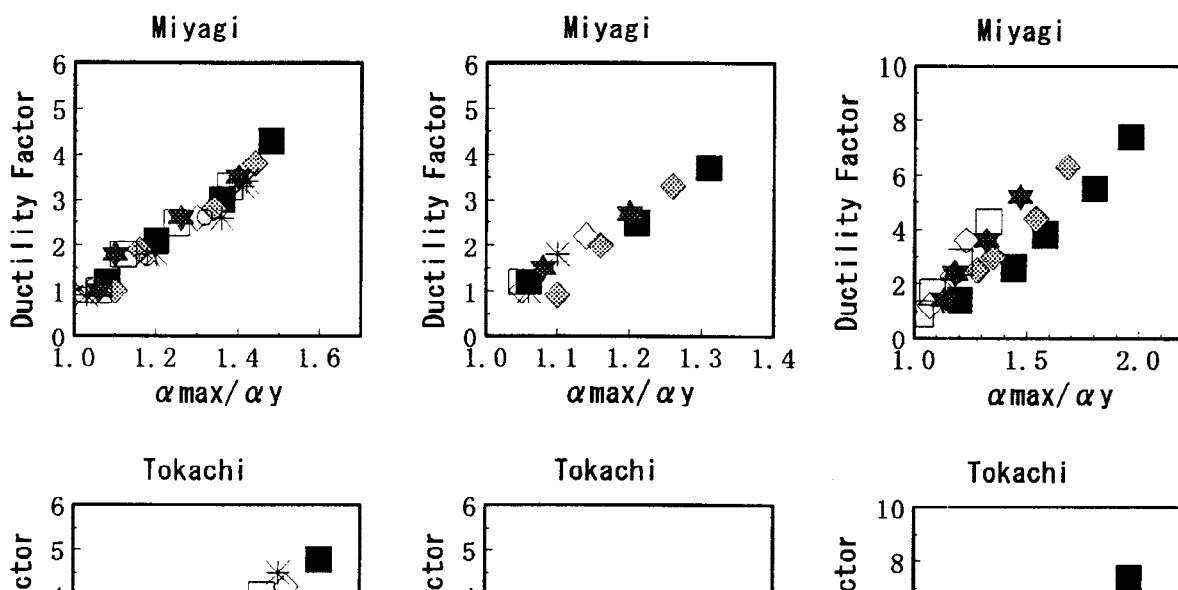 Miyagi Miyagi Miyagi
6 6 10
5 5 8
4 4 6
3 3 4
2 2 2
1 1 0
0 0
1.0 1.2 1.4 1.6 1.0 1.1 1.2 1.3 1.4 1.0 1.5 2.0
Ductility Factor Ductility Factor Ductility Factor
αmax/αy αmax/αy αmax/αy
Tokachi Tokachi Tokachi
6 6 10
5 5 8
ctor ctor ctor